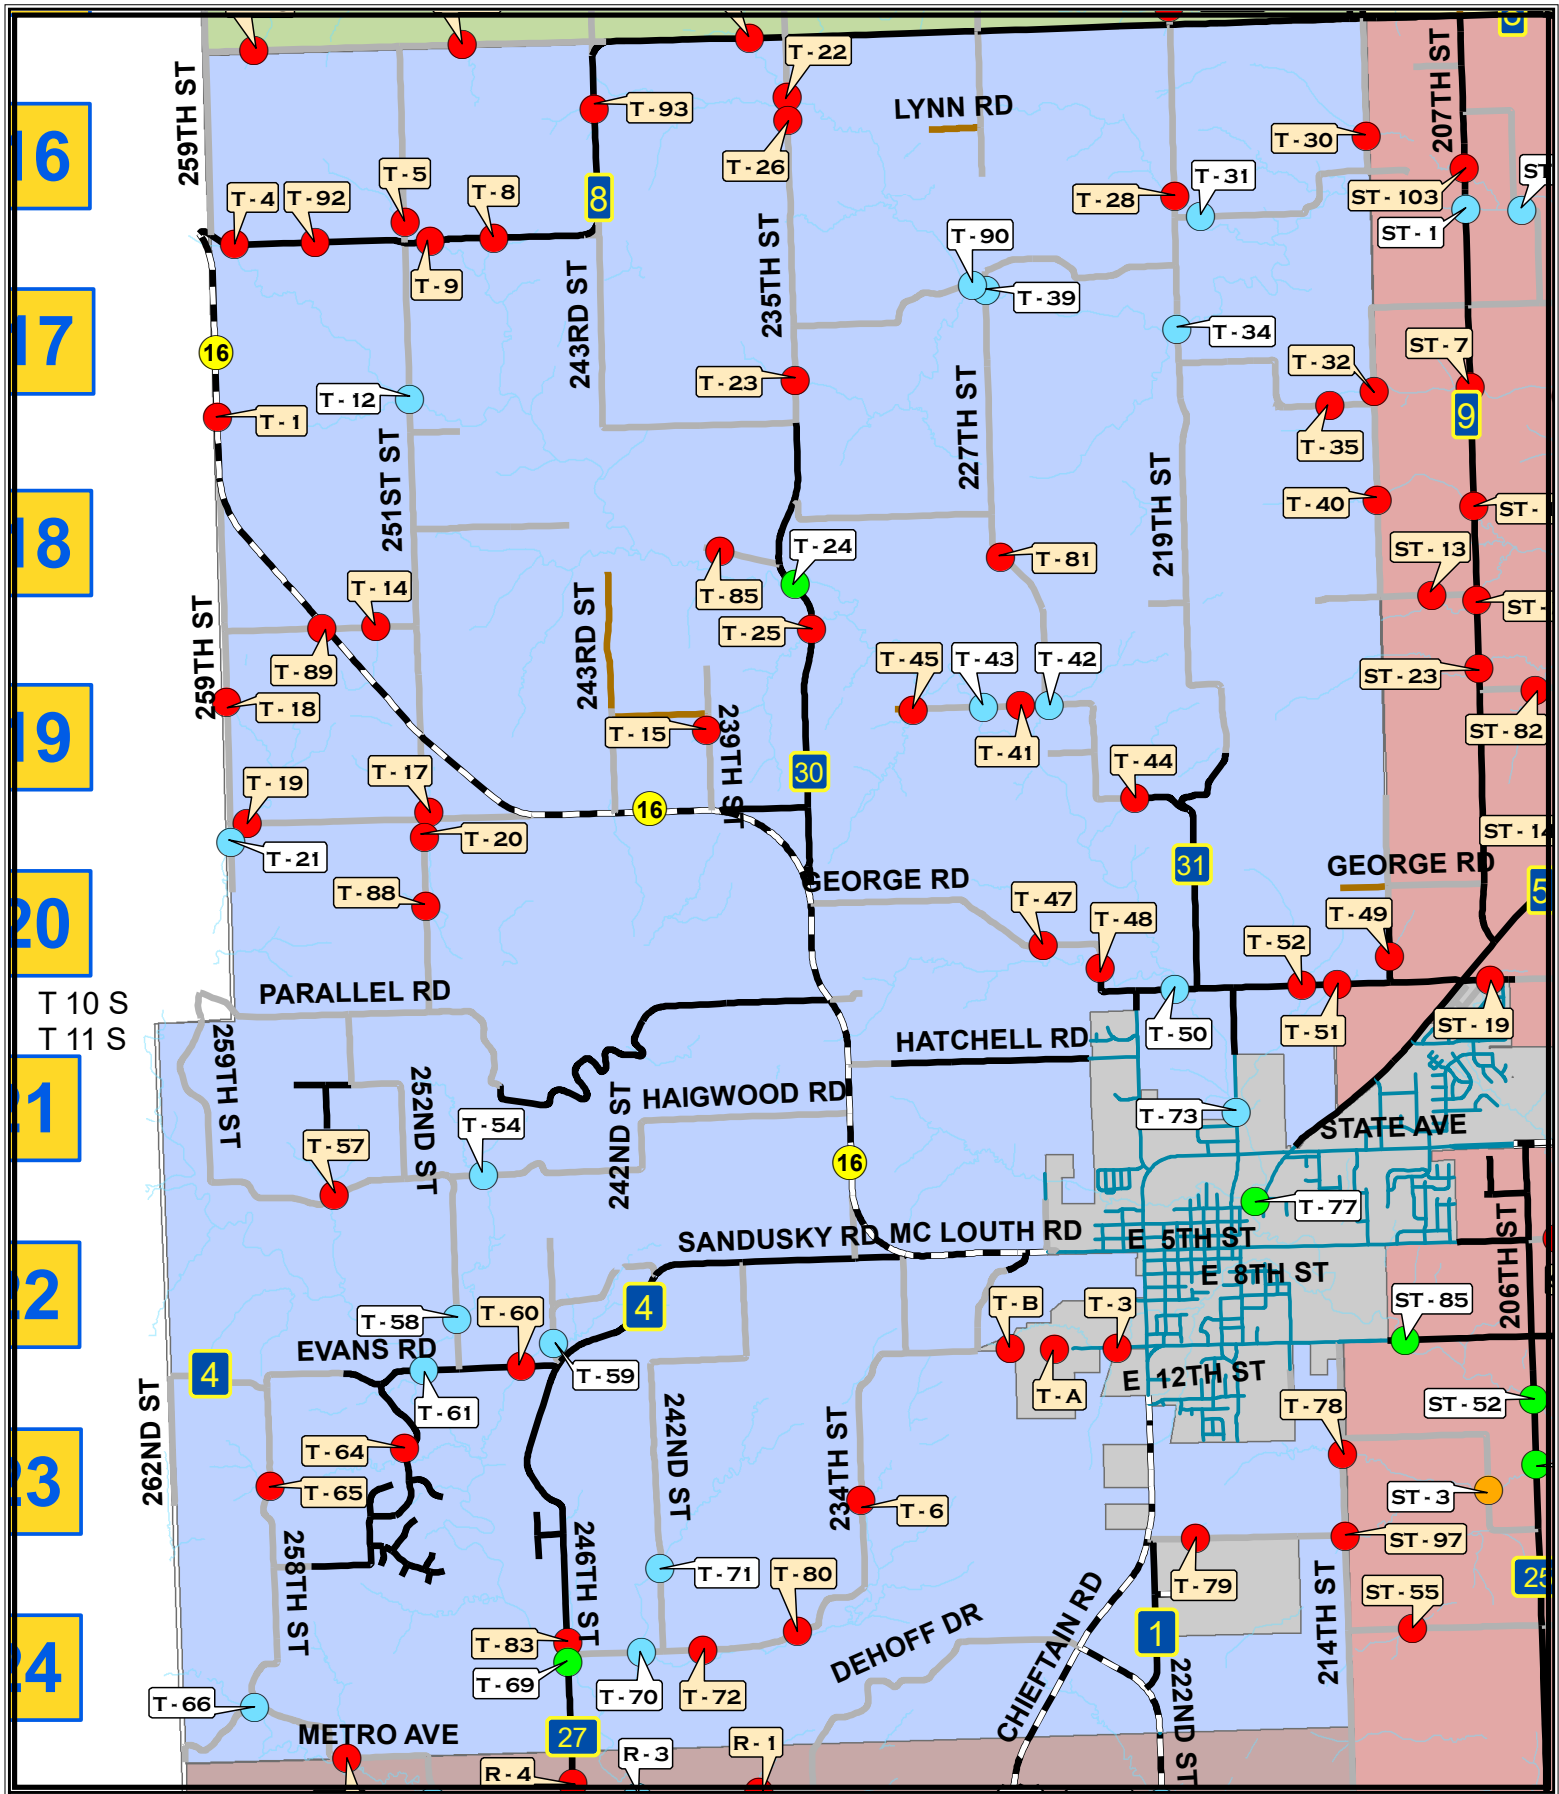 8
T - 22
207TH ST
259TH ST
T - 93
LYNN RD
16
T - 30
T - 26
T - 5
T - 31
ST
T - 4
T - 92
T - 8
8
T - 28
ST - 103
235TH ST
T - 90
ST - 1
T - 9
243RD ST
T - 39
17
16
T - 34
ST - 7
T - 32
T - 23
T - 12
227TH ST
9
T - 1
T - 35
251ST ST
219TH ST
T - 40
ST -
18
T - 24
ST - 13
T - 81
T - 14
243RD ST
T - 85
ST -
259TH ST
T - 25
T - 89
T - 45
T - 43
T - 42
ST - 23
T - 18
T - 15
239TH ST
19
T - 41
ST - 82
T - 44
T - 17
30
T - 19
16
T - 20
ST - 14
T - 21
31
GEORGE RD
GEORGE RD
T - 88
5
T - 47
T - 49
20
T - 48
T - 52
PARALLEL RD
T 10 S
T 11 S
T - 50
T - 51
ST - 19
HATCHELL RD
259TH ST
252ND ST
242ND ST
HAIGWOOD RD
21
T - 54
T - 73
STATE AVE
T - 57
16
T - 77
SANDUSKY RD
MC LOUTH RD
E 5TH ST
206TH ST
E 8TH ST
22
4
T - 58
T - 60
T - B
T - 3
ST - 85
EVANS RD
4
T - 59
E 12TH ST
262ND ST
T - A
T - 61
242ND ST
234TH ST
T - 78
ST - 52
T - 64
23
T - 65
ST - 3
T - 6
258TH ST
246TH ST
ST - 97
T - 71
T - 80
T - 79
25
214TH ST
ST - 55
CHIEFTAIN RD
T - 83
DEHOFF DR
1
24
T - 69
T - 70
T - 72
222ND ST
T - 66
METRO AVE
27
R - 3
R - 1
R - 4